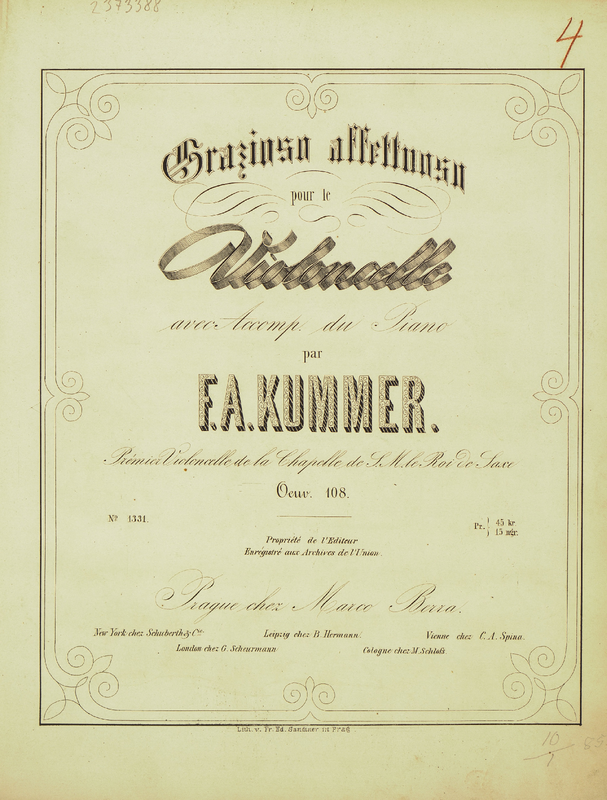 2373388
4
Grazioso affettuoso
pour le
Violoncelle
avec Accomp. du Piano
par
F.A.KUMMER.
Prémier Violoncelle de la Chapelle de S.M. le Roi de Saxe
Oeuv. 108.
No 1331.
Pr. 45 kr.
15 ngr.
Propriété de l'Editeur
Enregistré aux Archives de l'Union.
Prague chez Marco Berra.
New York chez Schuberth & Cie Leipzig chez B. Hermann. Vienne chez C. A. Spina.
London chez G. Scheurmann Cologne chez M. Schloß
Lith. v. Fr. Ed. Sandtner in Prag
10